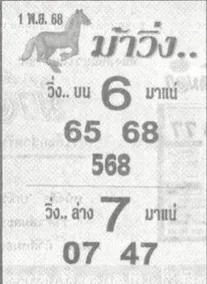 1 พ.ย. 68
ม้าวิ่ง..
วิ่ง.. บน 6 มาแน่
65 68
568
วิ่ง.. ล่าง 7 มาแน่
07 47